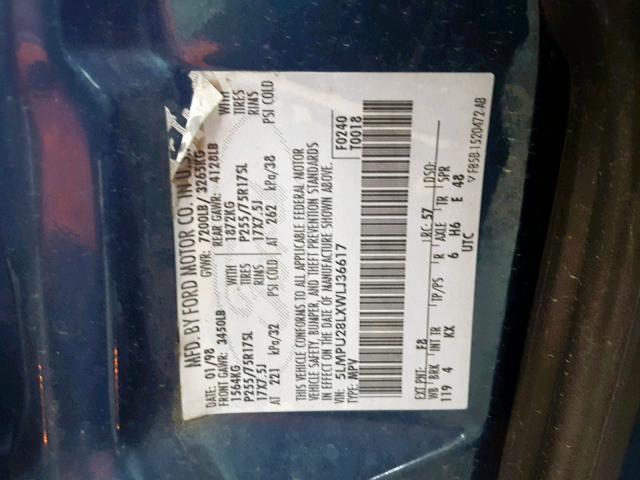 MFD. BY FORD MOTOR CO. IN U.S.
DATE: 01/98 GVWR: 7200LB/ 3265KG
FRONT GAWR: 3450LB REAR GAWR: 4128LB
1564KG WITH 1872KG WITH
P255/75R17SL TIRES P255/75R17SL TIRES
17X7.5J RIMS 17X7.5J RIMS
AT 221 kPa/32 PSI COLD AT 262 kPa/38 PSI COLD
THIS VEHICLE CONFORMS TO ALL APPLICABLE FEDERAL MOTOR
VEHICLE SAFETY, BUMPER, AND THEFT PREVENTION STANDARDS
IN EFFECT ON THE DATE OF MANUFACTURE SHOWN ABOVE.
VIN: 5LMPU28LXWLJ36617 F0240
TYPE: MPV T0018
EXT PNT: F8 RC: 57 DSO:
WB BRK INT TR TP/PS R AXLE TR SPR
119 4 KX 6 H6 E 48
UTC F85B-1520472-AB